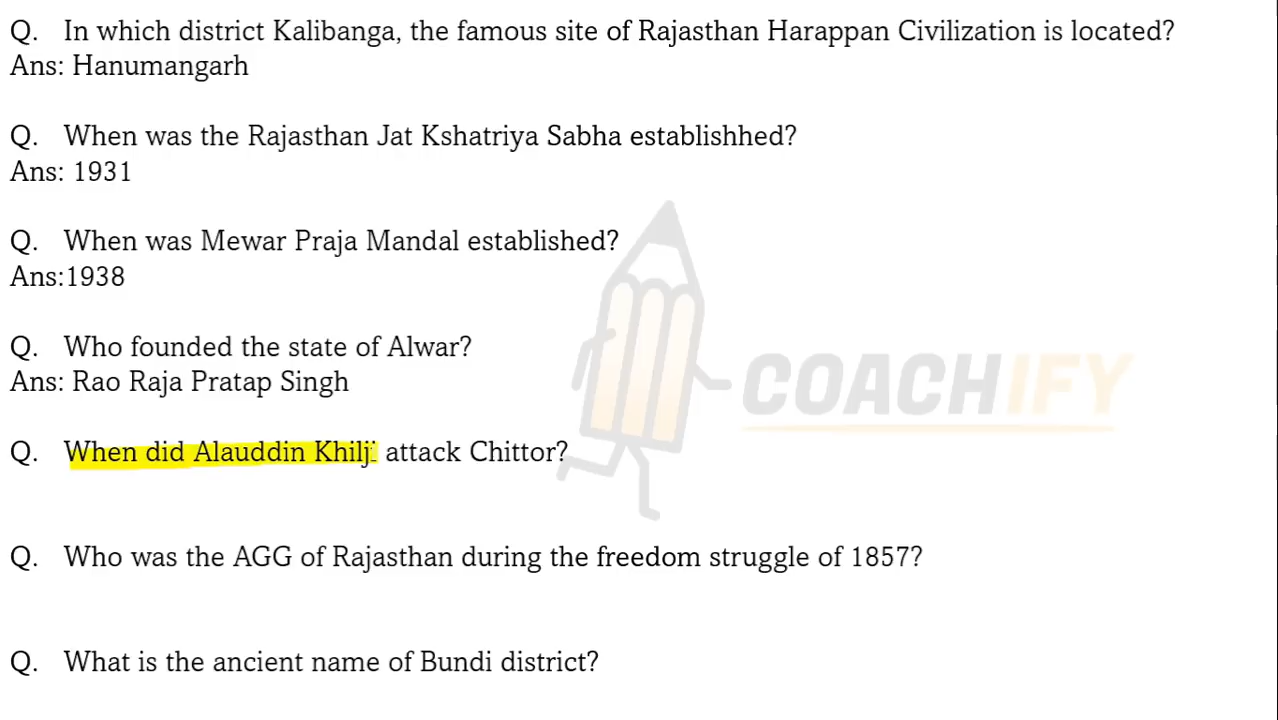 Q. In which district Kalibanga, the famous site of Rajasthan Harappan Civilization is located?
Ans: Hanumangarh
Q. When was the Rajasthan Jat Kshatriya Sabha establishhed?
Ans: 1931
Q. When was Mewar Praja Mandal established?
Ans:1938
Q. Who founded the state of Alwar?
Ans: Rao Raja Pratap Singh
COACHIFY
Q. When did Alauddin Khilji attack Chittor?
Q. Who was the AGG of Rajasthan during the freedom struggle of 1857?
Q. What is the ancient name of Bundi district?